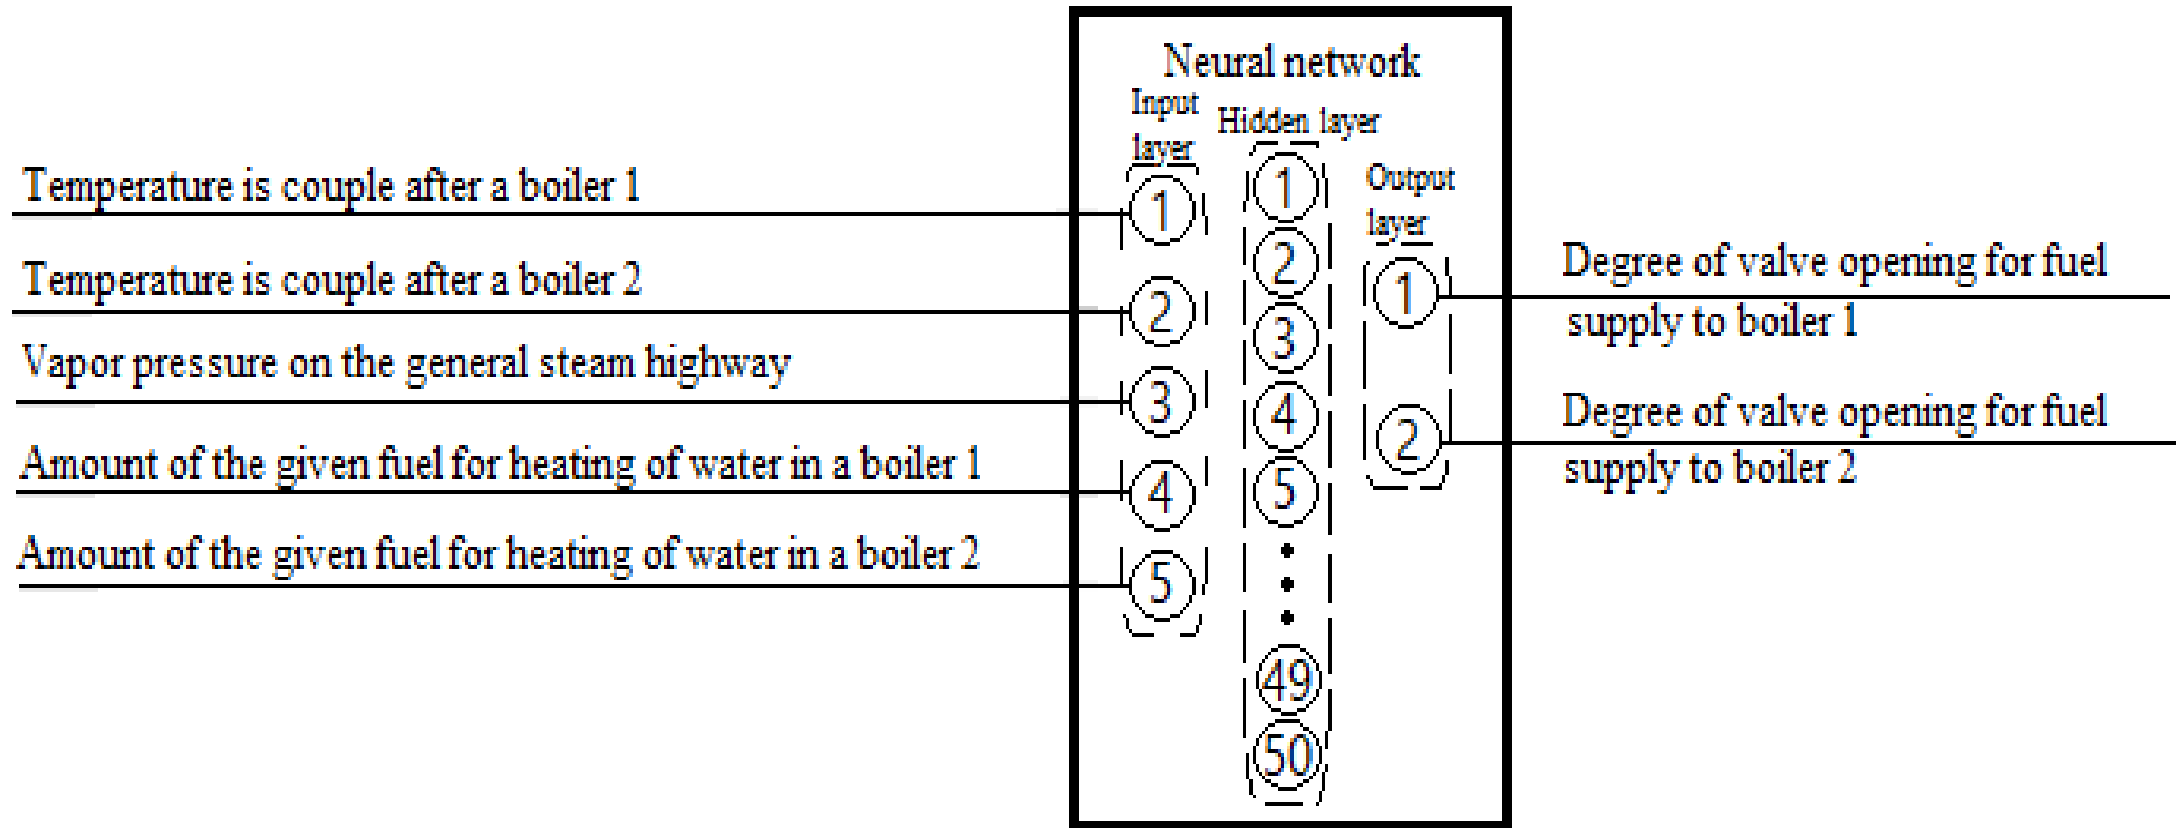 Temperature is couple after a boiler 1
Temperature is couple after a boiler 2
Vapor pressure on the general steam highway
Amount of the given fuel for heating of water in a boiler 1
Amount of the given fuel for heating of water in a boiler 2
Neural network
Input
layer
1
2
3
4
5
Hidden layer
1
2
3
4
5
49
50
Output
layer
1
2
Degree of valve opening for fuel
supply to boiler 1
Degree of valve opening for fuel
supply to boiler 2